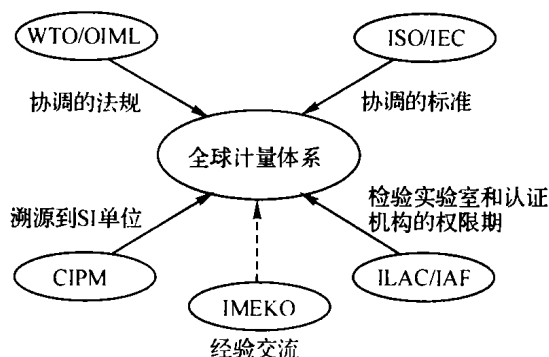 WTO/OIML
ISO/IEC
协调的法规
协调的标准
全球计量体系
溯源到SI单位
检验实验室和认证
机构的权限期
CIPM
IMEKO
ILAC/IAF
经验交流